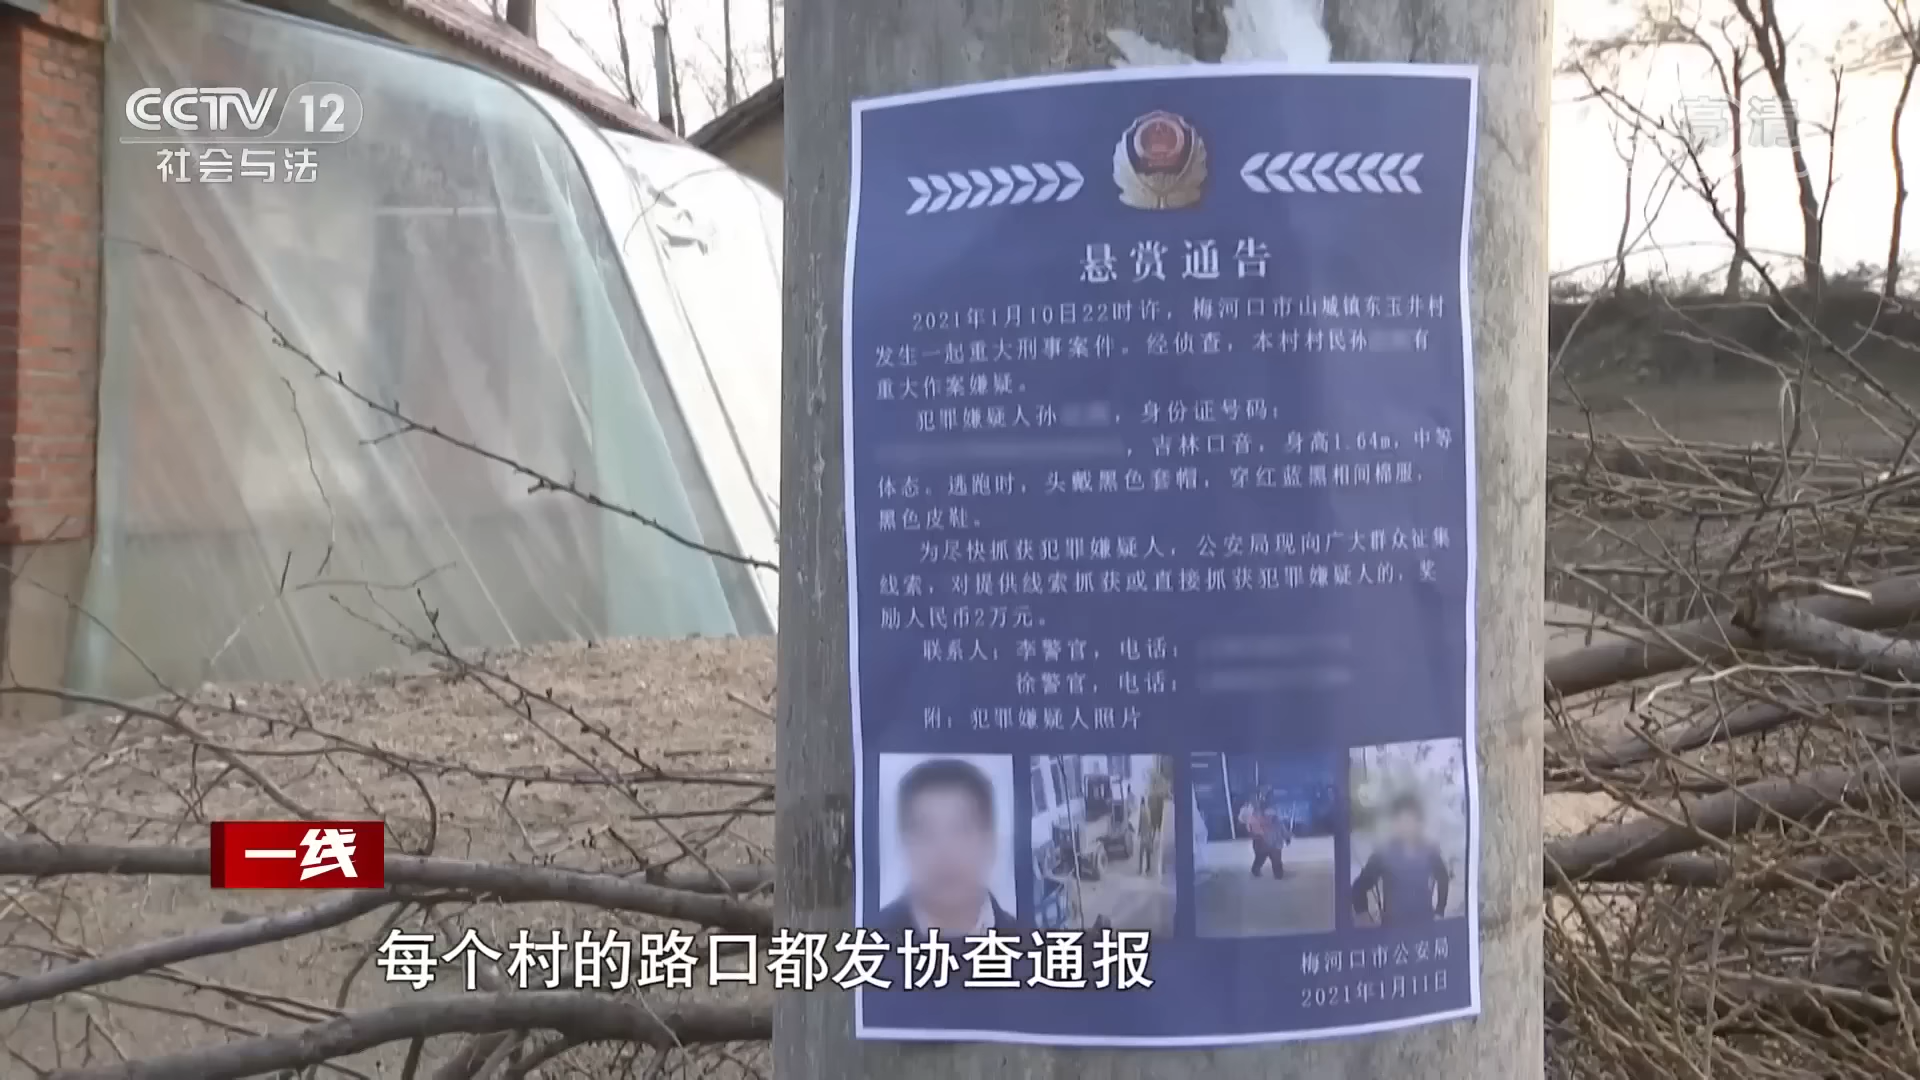 CCTV 12
社会与法
高清
悬赏通告
2021年1月10日22时许，梅河口市山城镇东玉井村
发生一起重大刑事案件。经侦查，本村村民孙 有
重大作案嫌疑。
犯罪嫌疑人孙 ，身份证号码：
，吉林口音，身高1.64m，中等
体态。逃跑时，头戴黑色套帽，穿红蓝黑相间棉服，
黑色皮鞋。
为尽快抓获犯罪嫌疑人，公安局现向广大群众征集
线索，对提供线索抓获或直接抓获犯罪嫌疑人的，奖
励人民币2万元。
联系人：李警官，电话：
徐警官，电话：
附：犯罪嫌疑人照片
梅河口市公安局
2021年1月11日
一线
每个村的路口都发协查通报